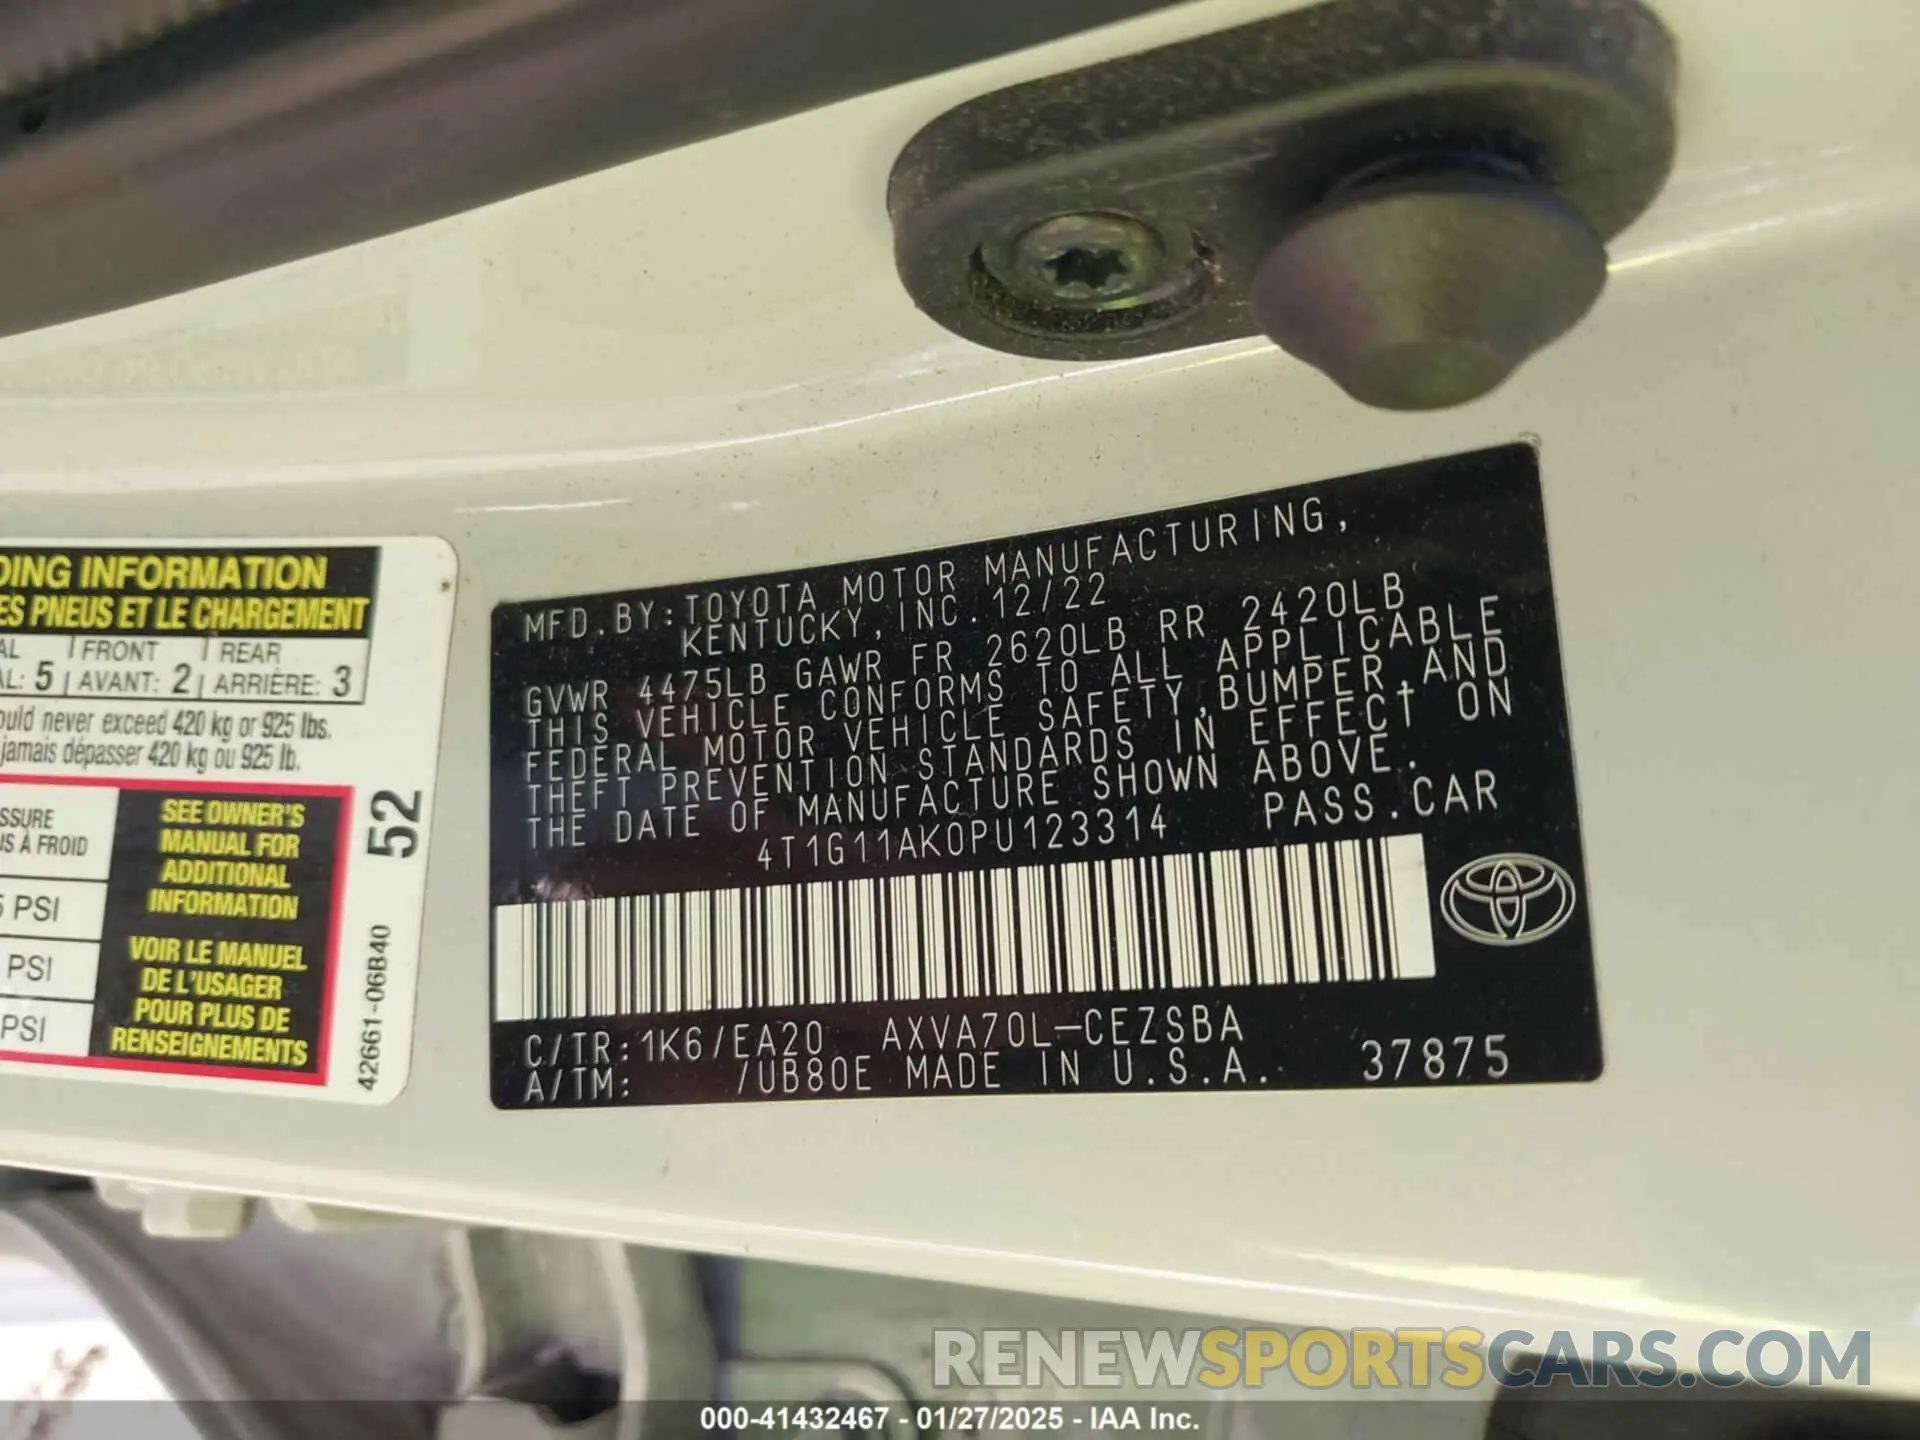 DING INFORMATION
ES PNEUS ET LE CHARGEMENT
AL FRONT REAR
AL: 5 AVANT: 2 ARRIÈRE: 3
ould never exceed 420 kg or 925 lbs.
jamais dépasser 420 kg ou 925 lb.
SSURE
S À FROID
5 PSI
PSI
PSI
SEE OWNER'S
MANUAL FOR
ADDITIONAL
INFORMATION
VOIR LE MANUEL
DE L'USAGER
POUR PLUS DE
RENSEIGNEMENTS
52
42661-06B40
MFD. BY: TOYOTA MOTOR MANUFACTURING,
KENTUCKY, INC. 12/22
GVWR 4475LB GAWR FR 2620LB RR 2420LB
THIS VEHICLE CONFORMS TO ALL APPLICABLE
FEDERAL MOTOR VEHICLE SAFETY, BUMPER, AND
THEFT PREVENTION STANDARDS IN EFFECT ON
THE DATE OF MANUFACTURE SHOWN ABOVE.
4T1G11AK0PU123314 PASS. CAR
C/TR: 1K6/EA20 AXVA70L-CEZSBA
A/TM: /UB80E MADE IN U.S.A. 37875
RENEWSPORTSCARS.COM
000-41432467 - 01/27/2025 - IAA Inc.